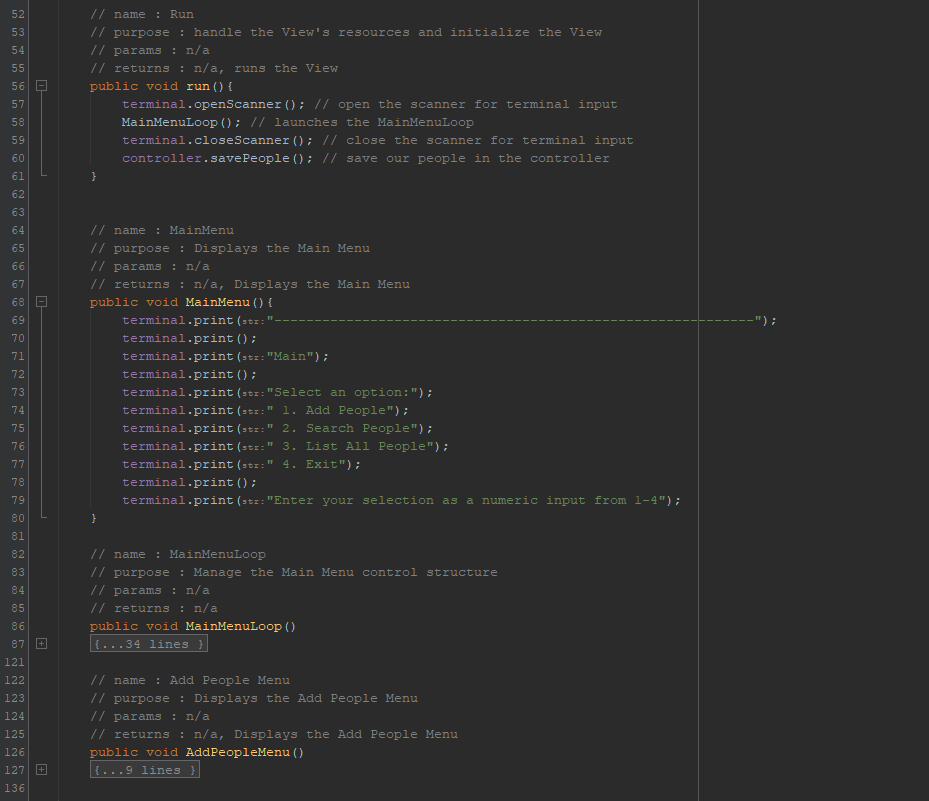 52 // name : Run
53 // purpose : handle the View's resources and initialize the View
54 // params : n/a
55 // returns : n/a, runs the View
56 public void run(){
57 terminal.openScanner(); // open the scanner for terminal input
58 MainMenuLoop(); // launches the MainMenuLoop
59 terminal.closeScanner(); // close the scanner for terminal input
60 controller.savePeople(); // save our people in the controller
61 }
62
63
64 // name : MainMenu
65 // purpose : Displays the Main Menu
66 // params : n/a
67 // returns : n/a, Displays the Main Menu
68 public void MainMenu(){
69 terminal.print(str:"------------------------------------------------------------");
70 terminal.print();
71 terminal.print(str:"Main");
72 terminal.print();
73 terminal.print(str:"Select an option:");
74 terminal.print(str:" 1. Add People");
75 terminal.print(str:" 2. Search People");
76 terminal.print(str:" 3. List All People");
77 terminal.print(str:" 4. Exit");
78 terminal.print();
79 terminal.print(str:"Enter your selection as a numeric input from 1-4");
80 }
81
82 // name : MainMenuLoop
83 // purpose : Manage the Main Menu control structure
84 // params : n/a
85 // returns : n/a
86 public void MainMenuLoop()
87 {...34 lines }
121
122 // name : Add People Menu
123 // purpose : Displays the Add People Menu
124 // params : n/a
125 // returns : n/a, Displays the Add People Menu
126 public void AddPeopleMenu()
127 {...9 lines }
136